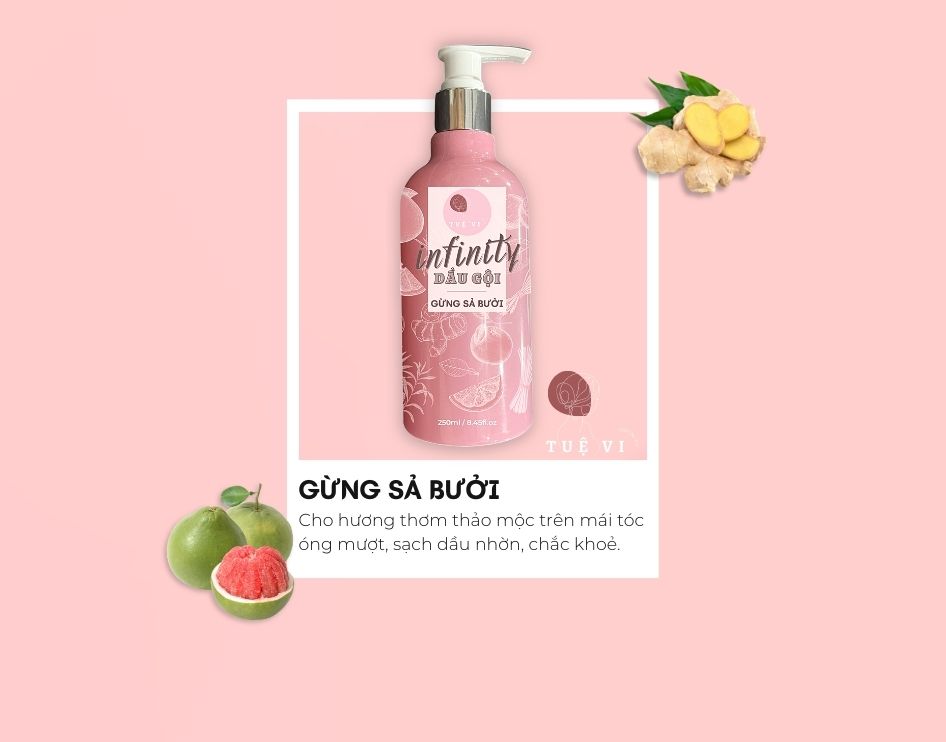 TUỆ VI
infinity
DẦU GỘI
GỪNG SẢ BƯỞI
250ml / 8.45fl.oz
TUỆ VI
GỪNG SẢ BƯỞI
Cho hương thơm thảo mộc trên mái tóc
óng mượt, sạch dầu nhờn, chắc khoẻ.